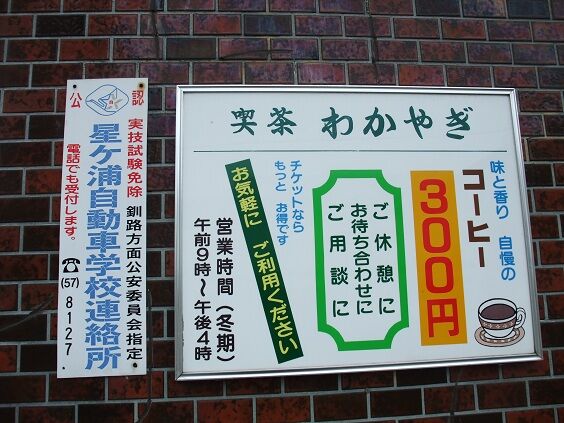 公認
実技試験免除 釧路方面公安委員会指定
星ケ浦自動車学校連絡所
電話でも受付します。
☎(57)8127
喫茶 わかやぎ
味と香り 自慢の
コーヒー
300円
ご休憩に
お待ち合わせに
ご用談に
チケットなら
もっと お得です
お気軽に ご利用ください
営業時間(冬期)
午前9時~午後4時